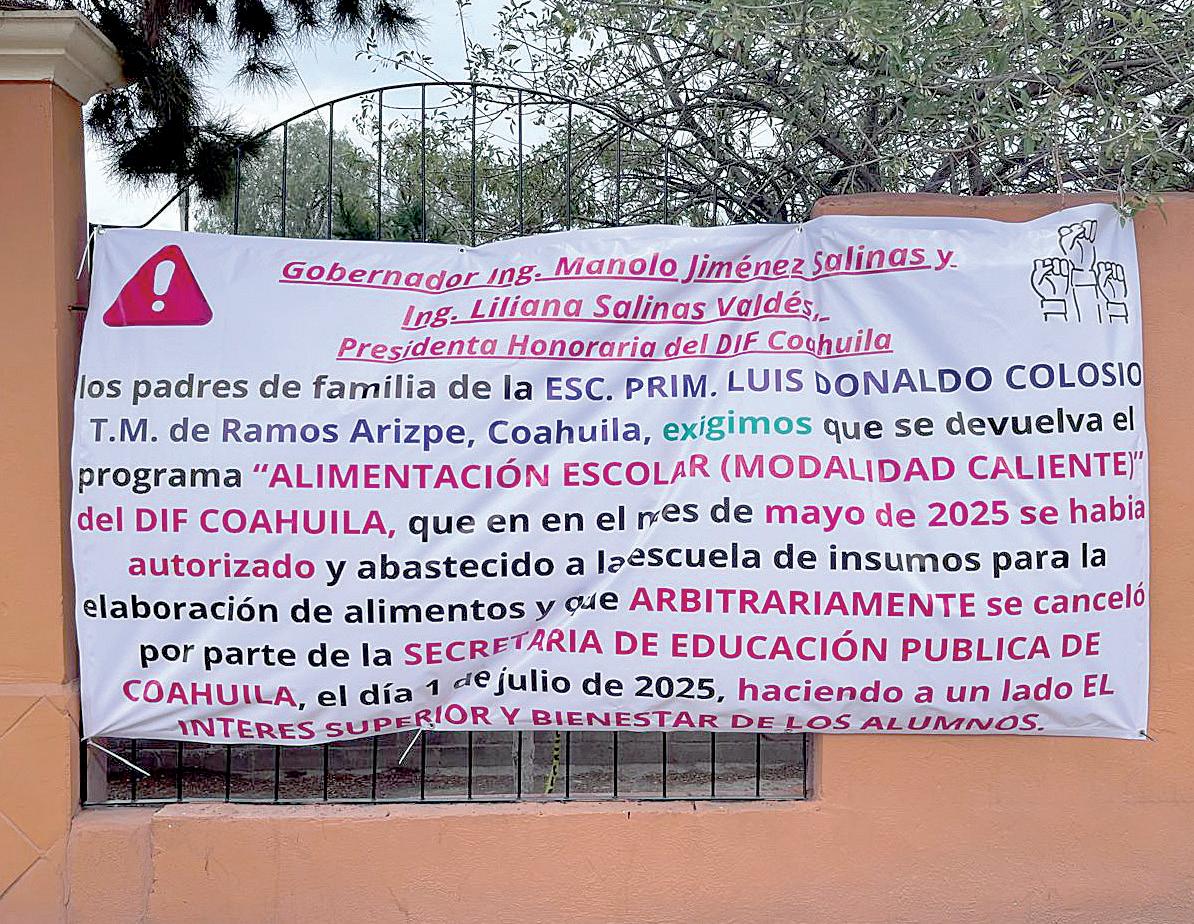 Gobernador Ing. Manolo Jiménez Salinas y
Ing. Liliana Salinas Valdés,
Presidenta Honoraria del DIF Coahuila
los padres de familia de la ESC. PRIM. LUIS DONALDO COLOSIO
T.M. de Ramos Arizpe, Coahuila, exigimos que se devuelva el
programa “ALIMENTACIÓN ESCOLAR (MODALIDAD CALIENTE)”
del DIF COAHUILA, que en en el mes de mayo de 2025 se habia
autorizado y abastecido a la escuela de insumos para la
elaboración de alimentos y que ARBITRARIAMENTE se canceló
por parte de la SECRETARIA DE EDUCACIÓN PUBLICA DE
COAHUILA, el día 1 de julio de 2025, haciendo a un lado EL
INTERES SUPERIOR Y BIENESTAR DE LOS ALUMNOS.